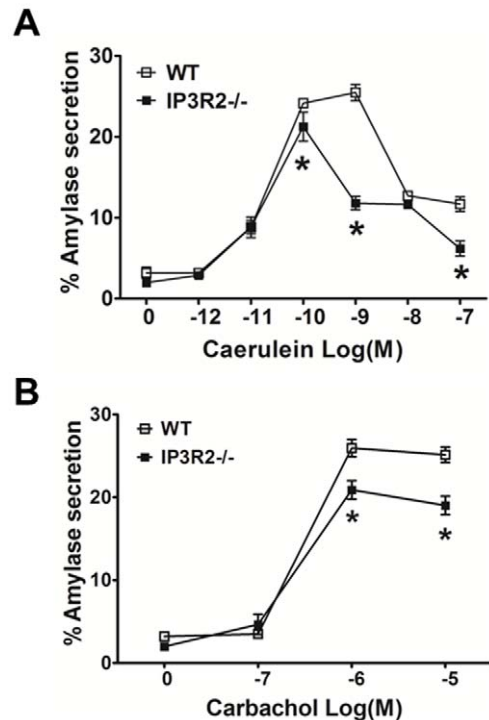 A
30
20
10
0
% Amylase secretion
WT
IP3R2-/-
*
*
*
0 -12 -11 -10 -9 -8 -7
Caerulein Log(M)
B
30
20
10
0
% Amylase secretion
WT
IP3R2-/-
*
*
0 -7 -6 -5
Carbachol Log(M)